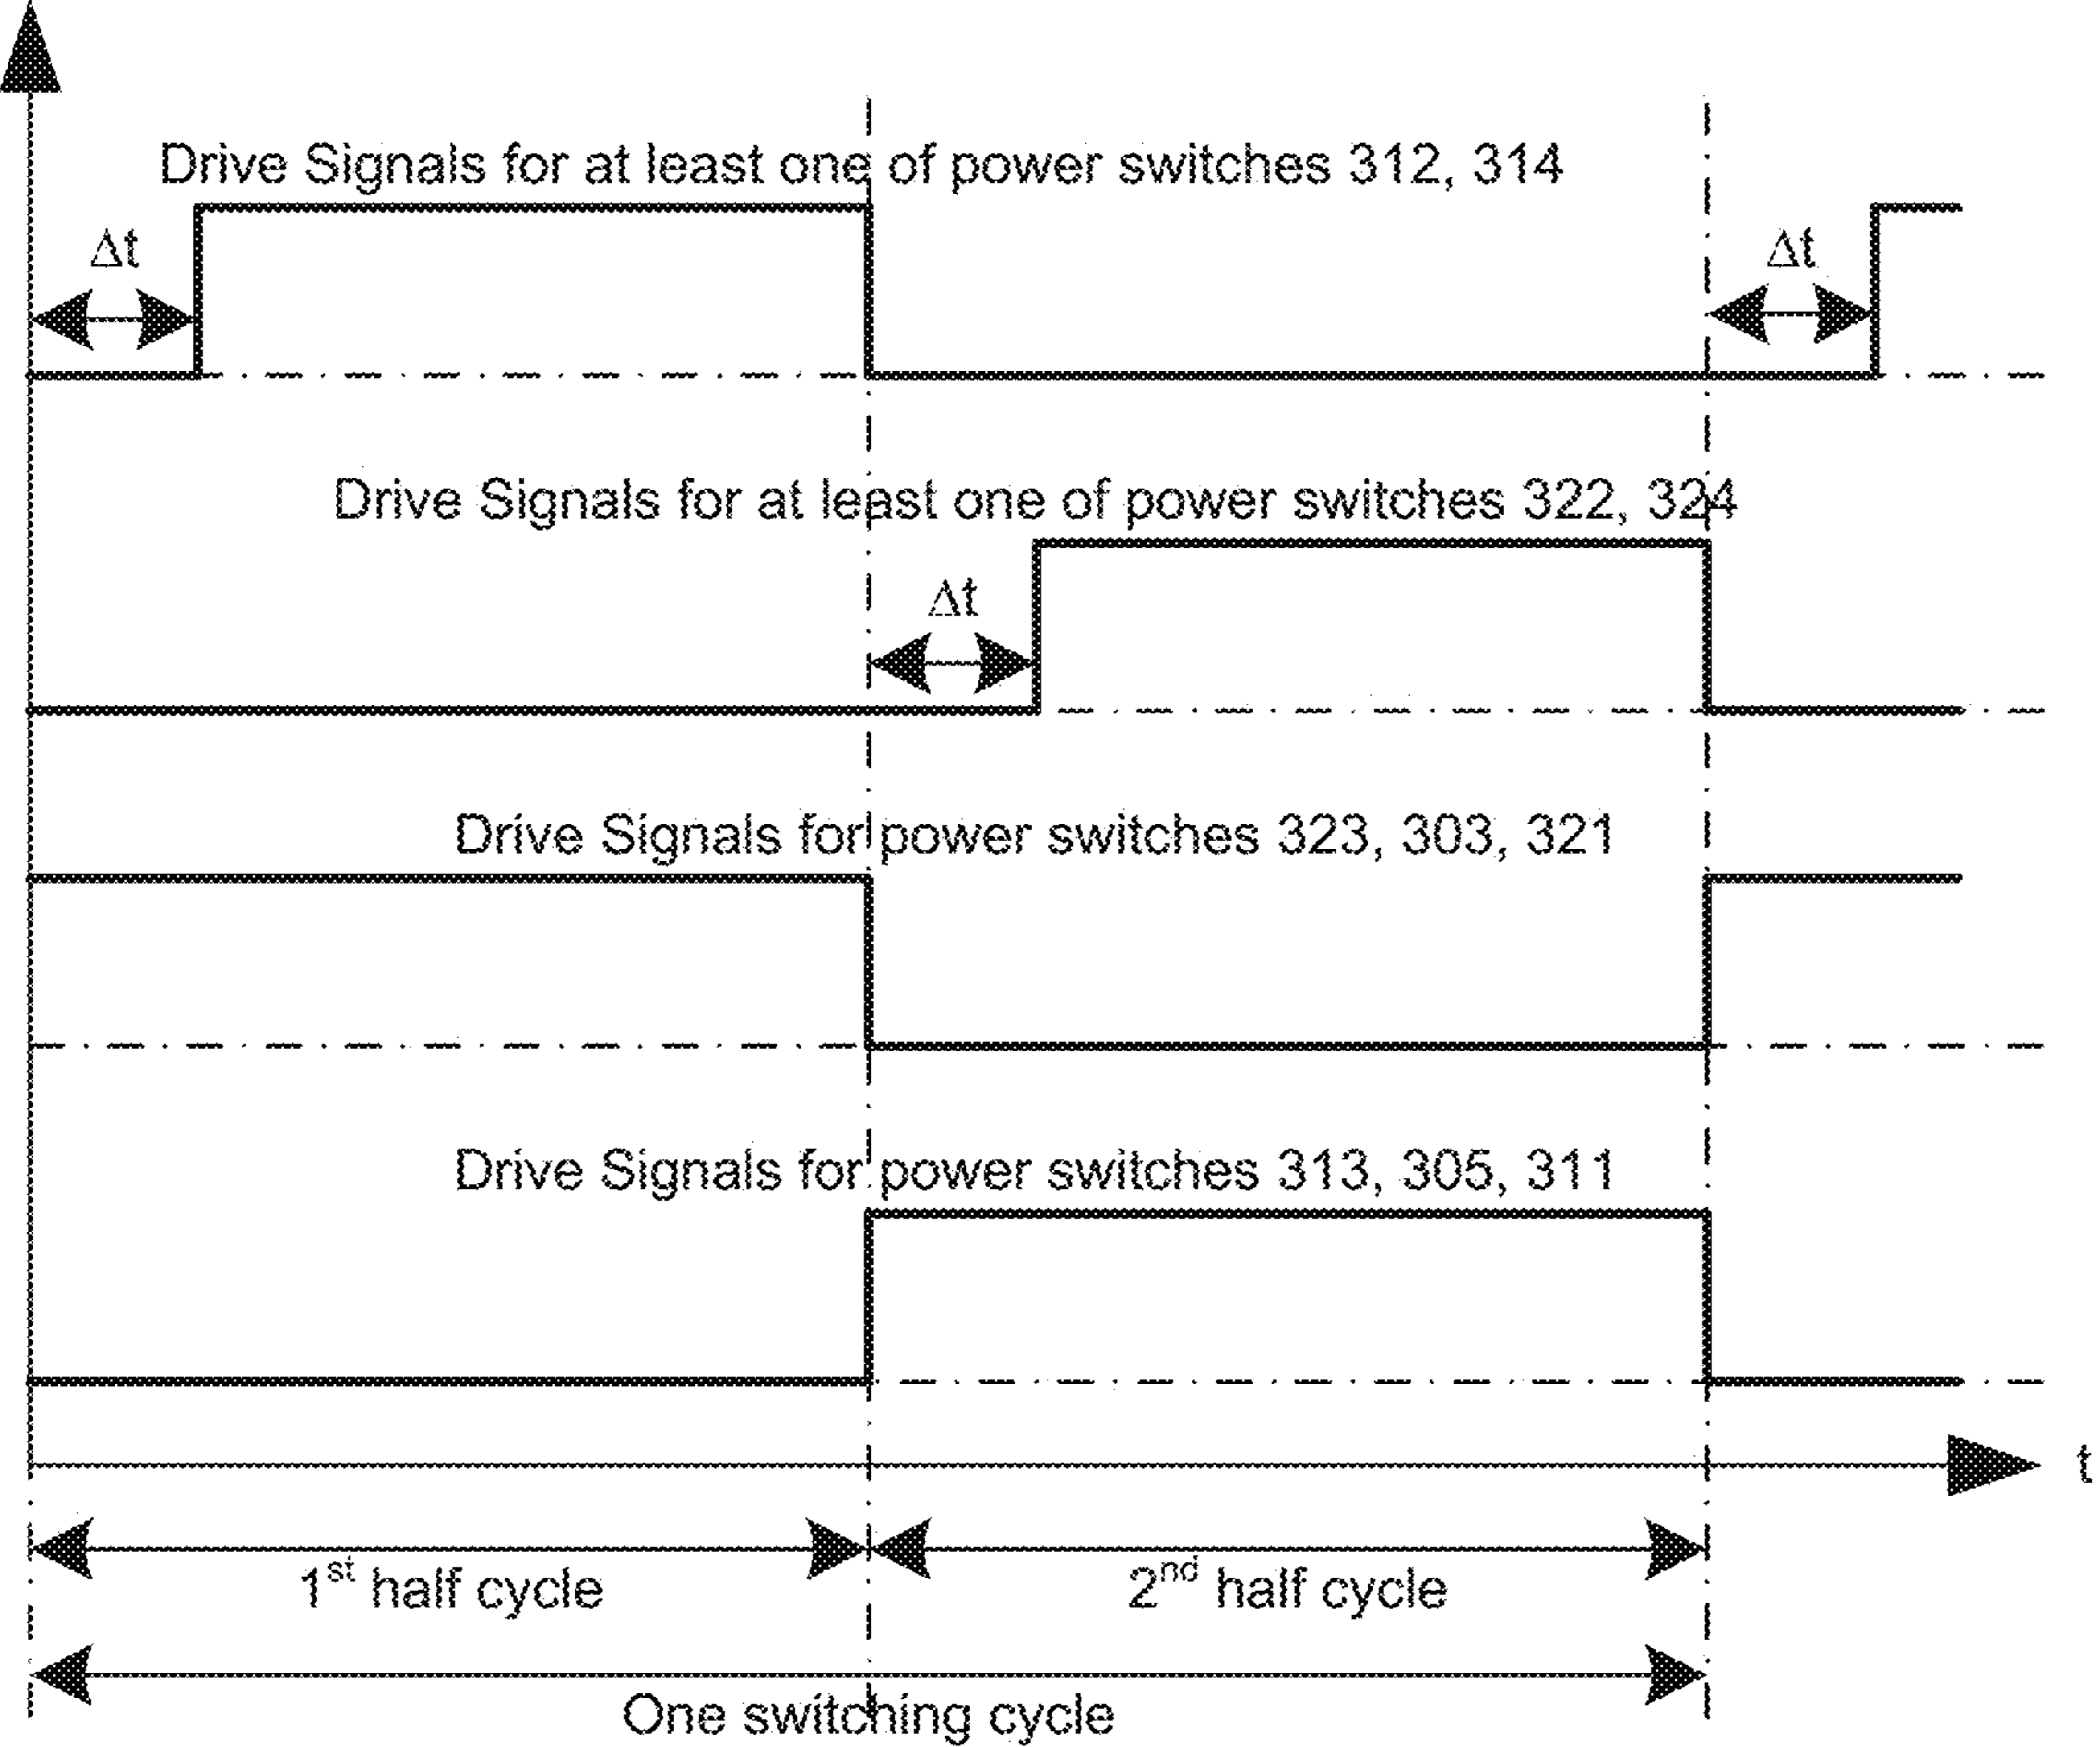 Drive Signals for at least one of power switches 312, 314
Δt
Δt
Drive Signals for at least one of power switches 322, 324
Δt
Drive Signals for power switches 323, 303, 321
Drive Signals for power switches 313, 305, 311
t
1st half cycle
2nd half cycle
One switching cycle